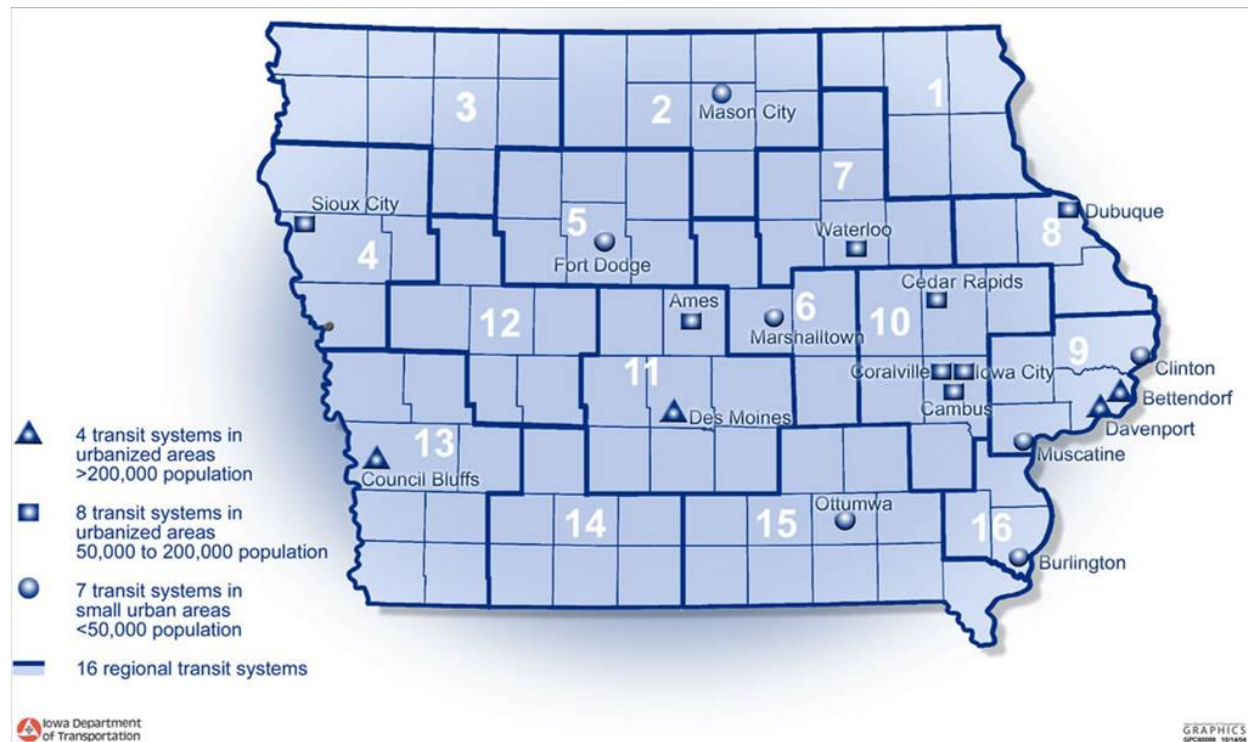 1
2
3
Mason City
7
Sioux City
5
Dubuque
Waterloo
8
4
Fort Dodge
Cedar Rapids
Ames
6
12
10
Marshalltown
9
Clinton
11
Coralville
Iowa City
Cambus
Bettendorf
Des Moines
Davenport
13
Muscatine
Council Bluffs
Ottumwa
14
15
16
Burlington
4 transit systems in
urbanized areas
>200,000 population
8 transit systems in
urbanized areas
50,000 to 200,000 population
7 transit systems in
small urban areas
<50,000 population
16 regional transit systems
Iowa Department
of Transportation
GRAPHICS